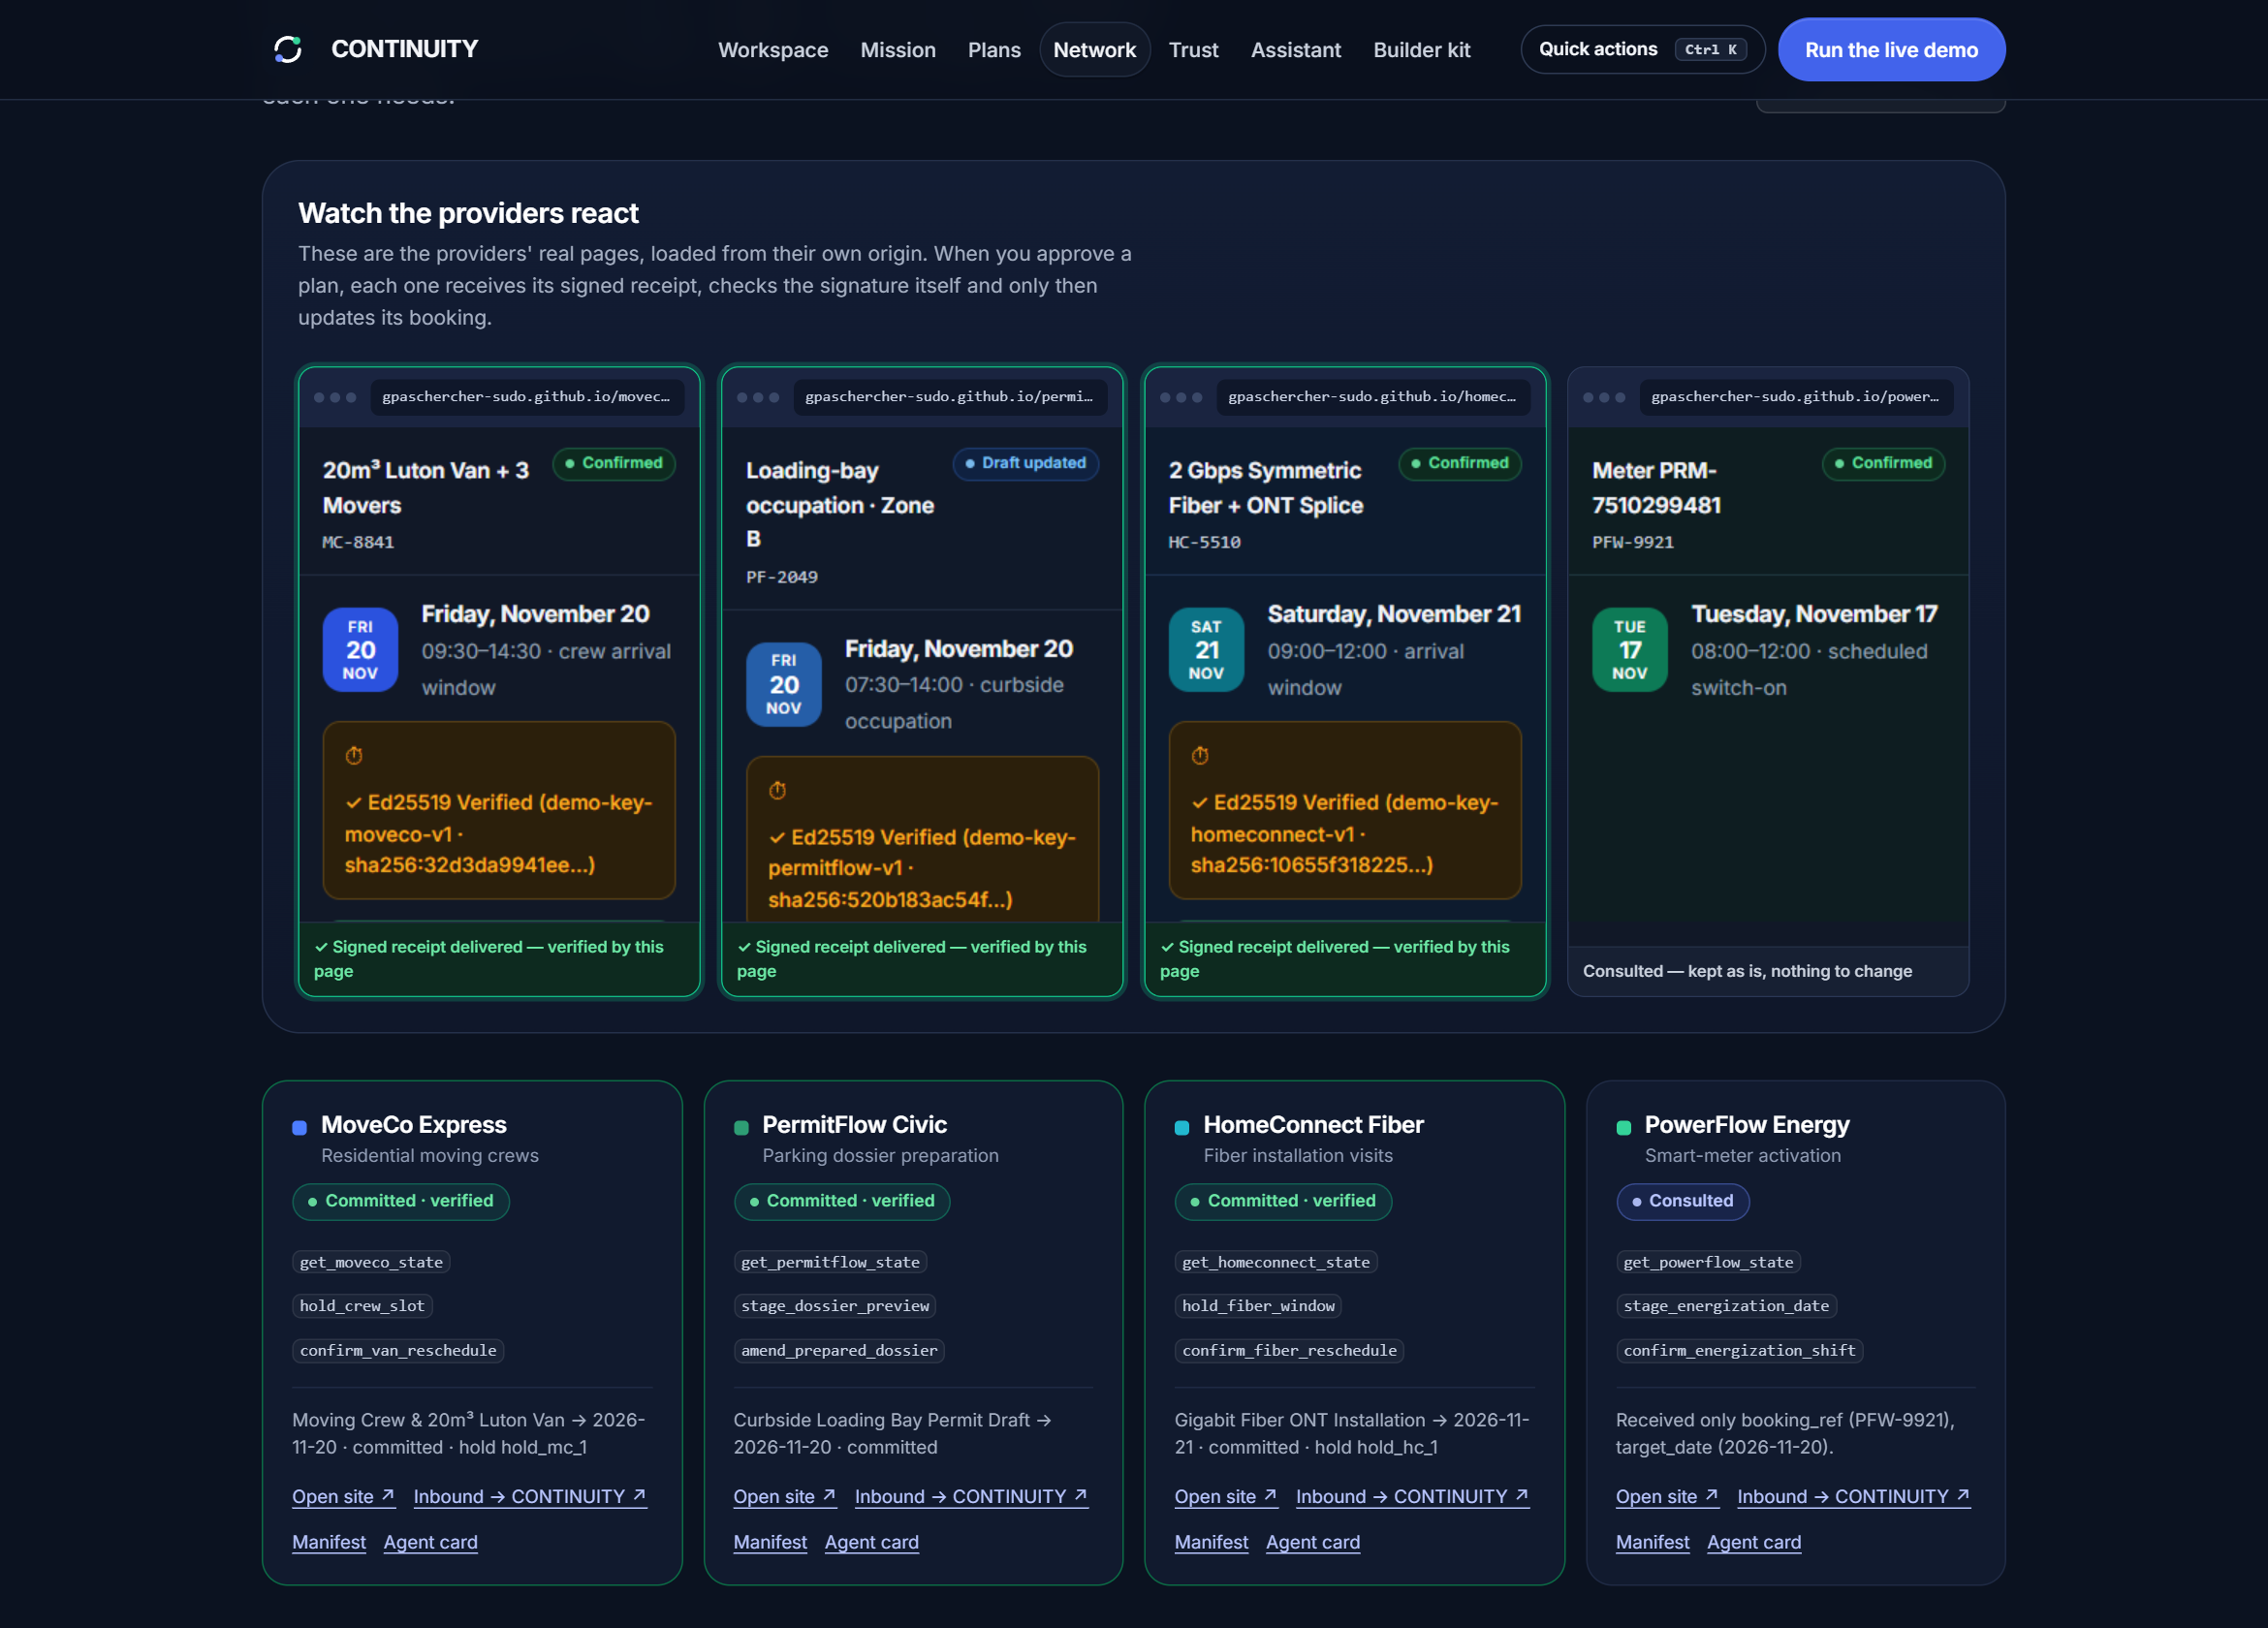 CONTINUITY
Workspace
Mission
Plans
Network
Trust
Assistant
Builder kit
Quick actions Ctrl K
Run the live demo
Watch the providers react
These are the providers' real pages, loaded from their own origin. When you approve a
plan, each one receives its signed receipt, checks the signature itself and only then
updates its booking.
gpaschercher-sudo.github.io/movec…
20m³ Luton Van + 3
Movers
Confirmed
MC-8841
FRI
20
NOV
Friday, November 20
09:30–14:30 · crew arrival
window
⏱
✓ Ed25519 Verified (demo-key-
moveco-v1 ·
sha256:32d3da9941ee...)
✓ Signed receipt delivered — verified by this
page
gpaschercher-sudo.github.io/permi…
Loading-bay
occupation · Zone
B
Draft updated
PF-2049
FRI
20
NOV
Friday, November 20
07:30–14:00 · curbside
occupation
⏱
✓ Ed25519 Verified (demo-key-
permitflow-v1 ·
sha256:520b183ac54f...)
✓ Signed receipt delivered — verified by this
page
gpaschercher-sudo.github.io/homec…
2 Gbps Symmetric
Fiber + ONT Splice
Confirmed
HC-5510
SAT
21
NOV
Saturday, November 21
09:00–12:00 · arrival
window
⏱
✓ Ed25519 Verified (demo-key-
homeconnect-v1 ·
sha256:10655f318225...)
✓ Signed receipt delivered — verified by this
page
gpaschercher-sudo.github.io/power…
Meter PRM-
7510299481
Confirmed
PFW-9921
TUE
17
NOV
Tuesday, November 17
08:00–12:00 · scheduled
switch-on
Consulted — kept as is, nothing to change
MoveCo Express
Residential moving crews
Committed · verified
get_moveco_state
hold_crew_slot
confirm_van_reschedule
Moving Crew & 20m³ Luton Van → 2026-
11-20 · committed · hold hold_mc_1
Open site ↗ Inbound → CONTINUITY ↗
Manifest Agent card
PermitFlow Civic
Parking dossier preparation
Committed · verified
get_permitflow_state
stage_dossier_preview
amend_prepared_dossier
Curbside Loading Bay Permit Draft →
2026-11-20 · committed
Open site ↗ Inbound → CONTINUITY ↗
Manifest Agent card
HomeConnect Fiber
Fiber installation visits
Committed · verified
get_homeconnect_state
hold_fiber_window
confirm_fiber_reschedule
Gigabit Fiber ONT Installation → 2026-11-
21 · committed · hold hold_hc_1
Open site ↗ Inbound → CONTINUITY ↗
Manifest Agent card
PowerFlow Energy
Smart-meter activation
Consulted
get_powerflow_state
stage_energization_date
confirm_energization_shift
Received only booking_ref (PFW-9921),
target_date (2026-11-20).
Open site ↗ Inbound → CONTINUITY ↗
Manifest Agent card